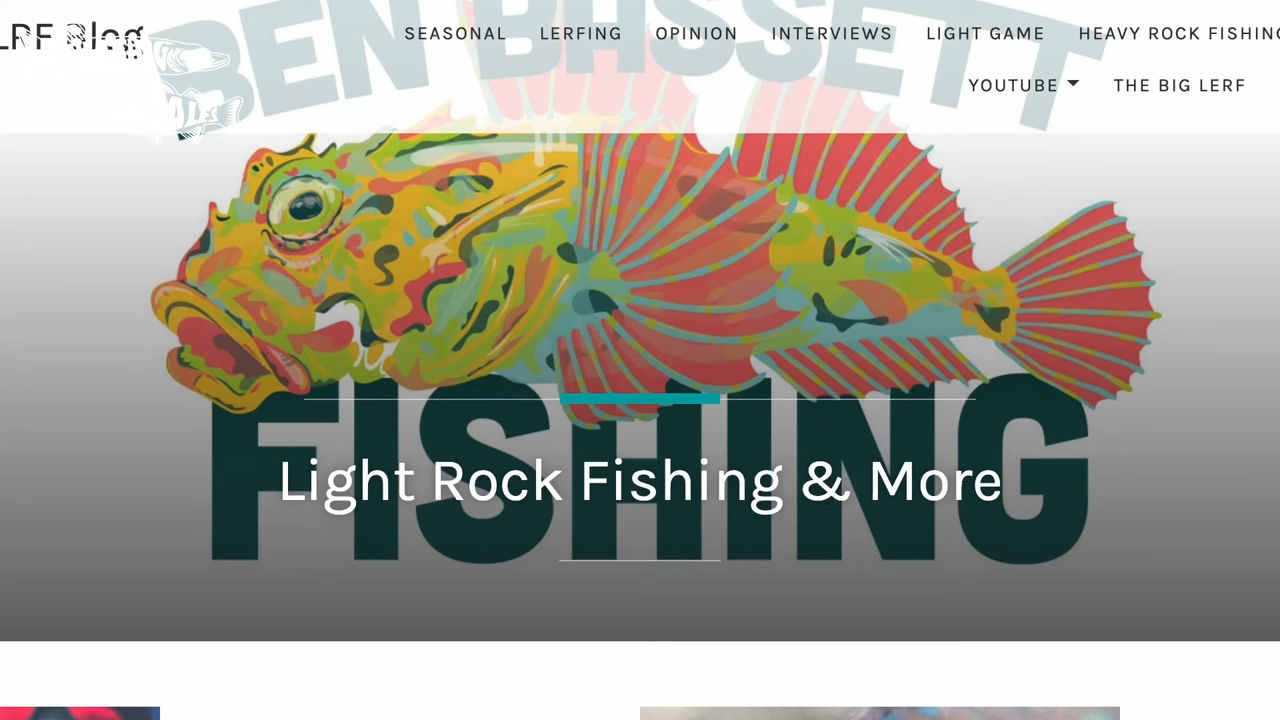 LRF Blog
SEASONAL LERFING OPINION INTERVIEWS LIGHT GAME HEAVY ROCK FISHING
YOUTUBE THE BIG LERF
BEN BASSETT
FISHING
Light Rock Fishing & More